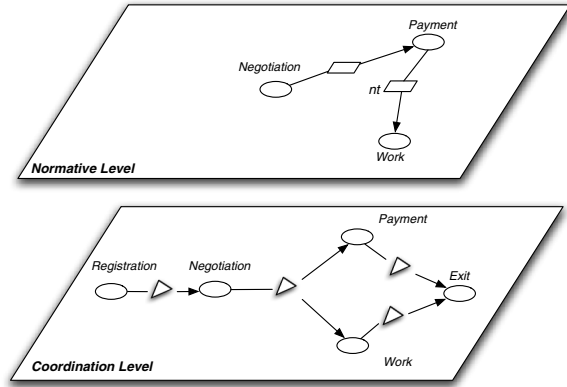 Payment
Negotiation
nt
Work
Normative Level
Payment
Registration
Negotiation
Exit
Work
Coordination Level